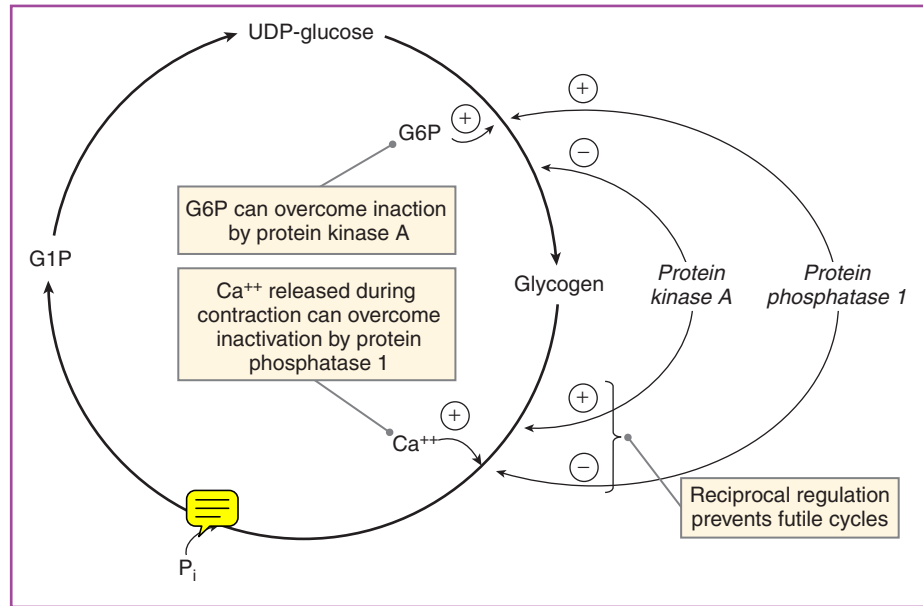 UDP-glucose
+
G6P
+
−
G6P can overcome inaction
by protein kinase A
G1P
Ca⁺⁺ released during
contraction can overcome
inactivation by protein
phosphatase 1
Glycogen
Protein
kinase A
Protein
phosphatase 1
+
+
Ca⁺⁺
−
Reciprocal regulation
prevents futile cycles
Pᵢ